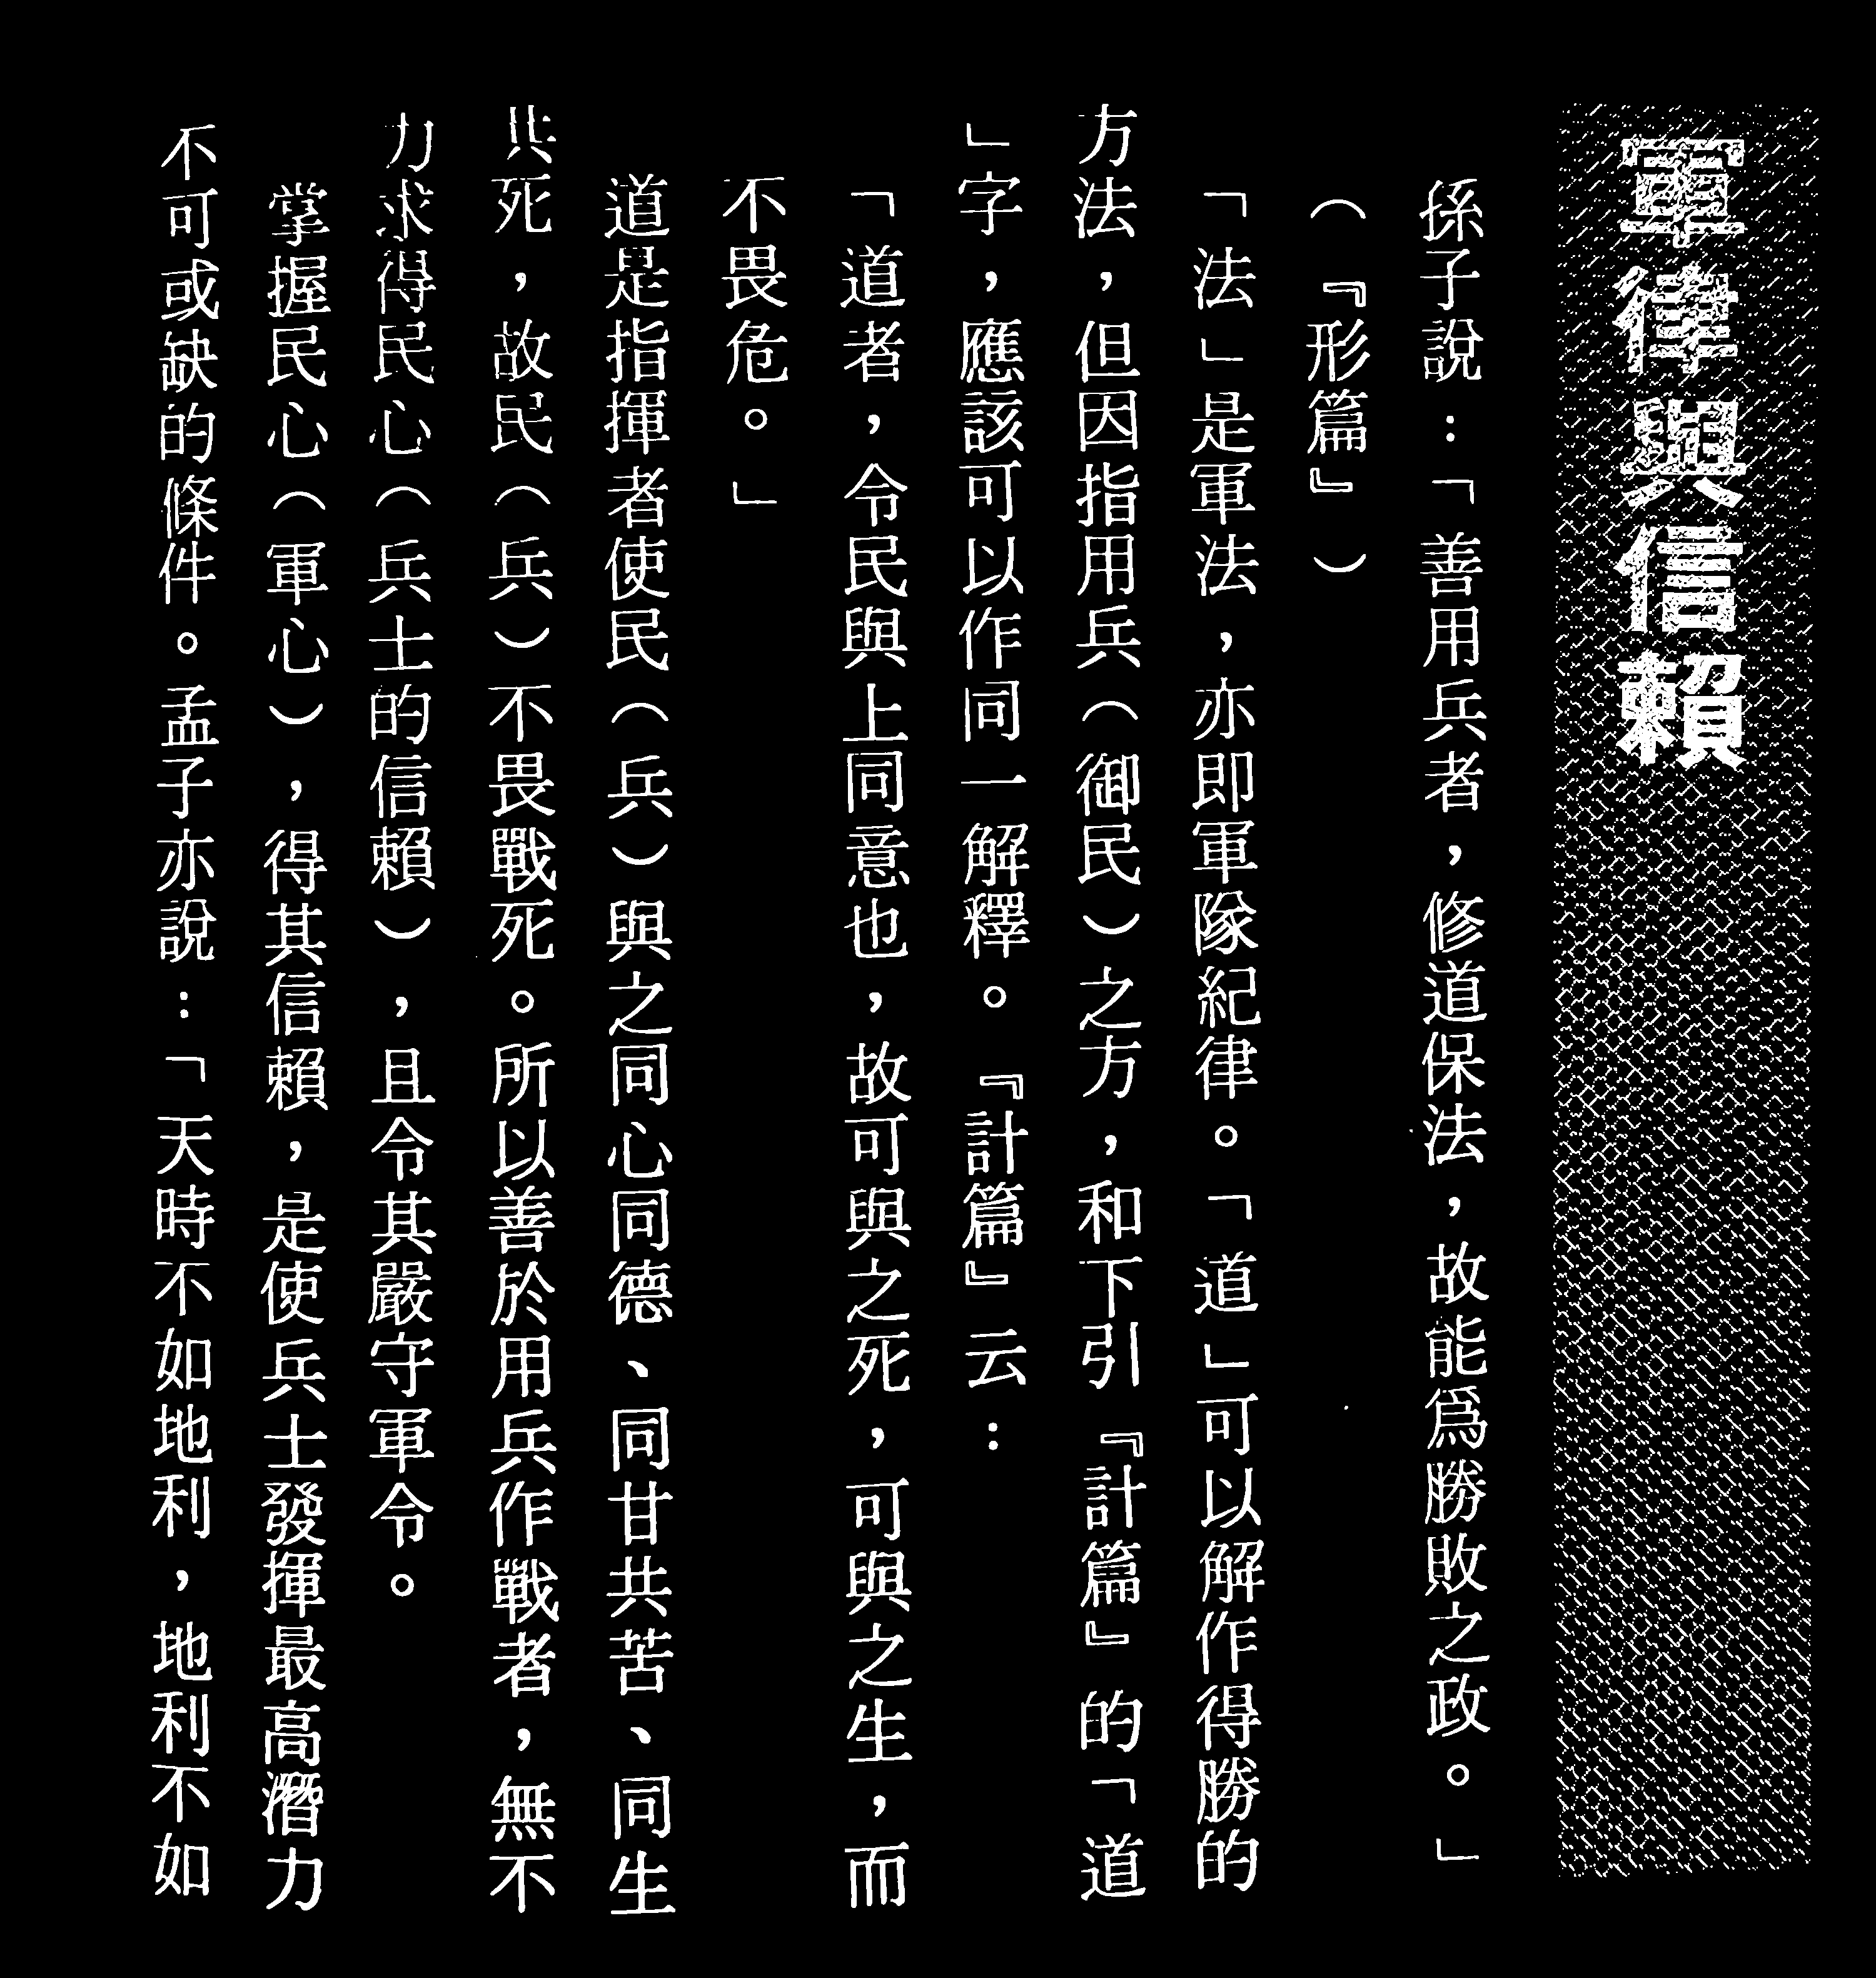 軍律與信賴
孫子說：「善用兵者，修道保法，故能爲勝敗之政。」
（『形篇』）
「法」是軍法，亦即軍隊紀律。「道」可以解作得勝的
方法，但因指用兵（御民）之方，和下引『計篇』的「道
」字，應該可以作同一解釋。『計篇』云：
「道者，令民與上同意也，故可與之死，可與之生，而
不畏危。」
道是指揮者使民（兵）與之同心同德、同甘共苦、同生
共死，故民（兵）不畏戰死。所以善於用兵作戰者，無不
力求得民心（兵士的信賴），且令其嚴守軍令。
掌握民心（軍心），得其信賴，是使兵士發揮最高潛力
不可或缺的條件。孟子亦說：「天時不如地利，地利不如